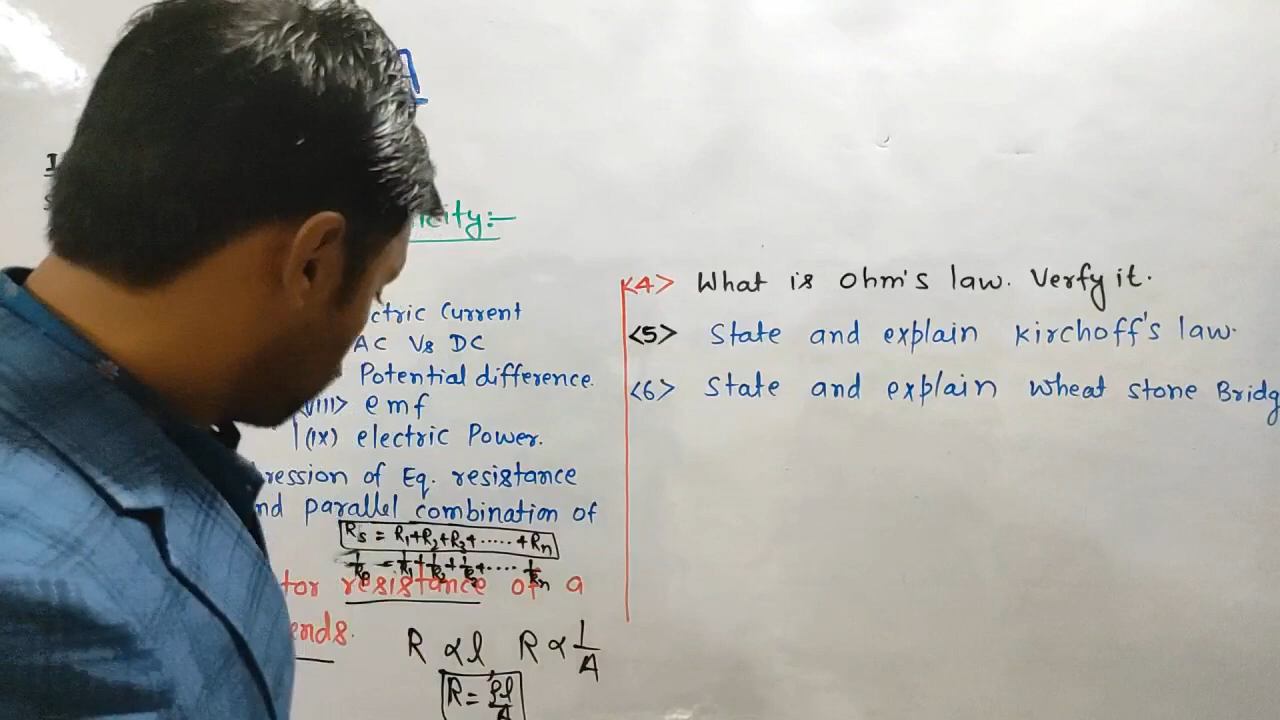 icity:-
ctric Current
AC Vs DC
Potential difference.
<VIII> emf
(IX) electric Power.
ression of Eq. resistance
nd parallel combination of
Rs = R1+R2+R3+.....+Rn
1/Rp = 1/R1+1/R2+1/R3+....1/Rn
tor resistance of a
ends.
R ∝ l, R ∝ 1/A
R = ρl/A
<4> What is Ohm's law. Verfy it.
<5> State and explain Kirchoff's law.
<6> State and explain Wheat stone Bridg